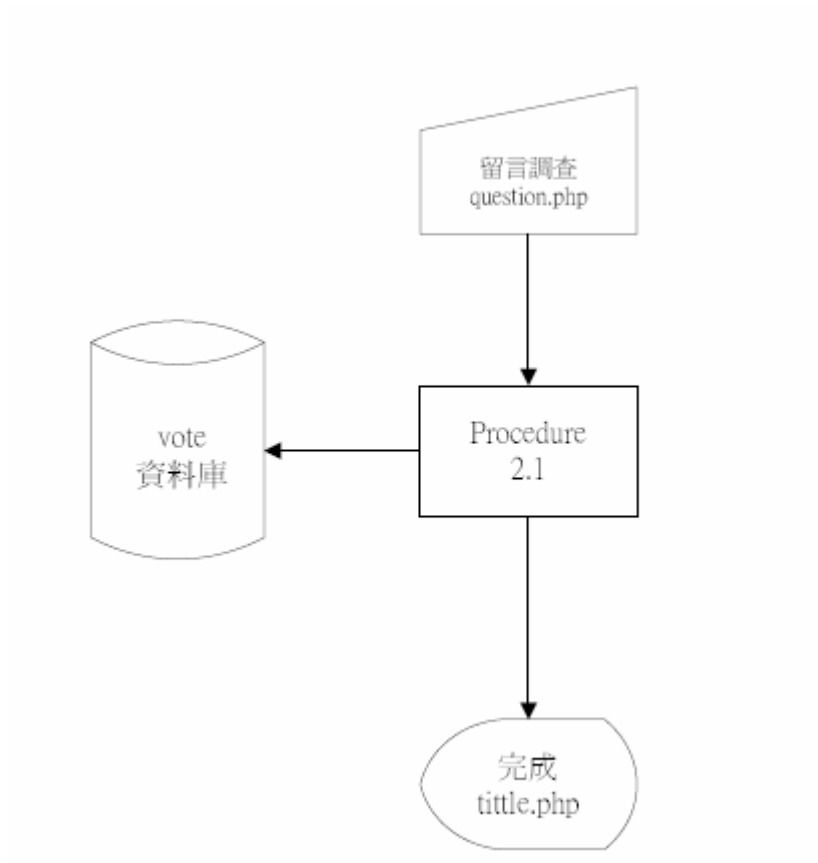 留言調查
question.php
vote
資料庫
Procedure
2.1
完成
tittle.php